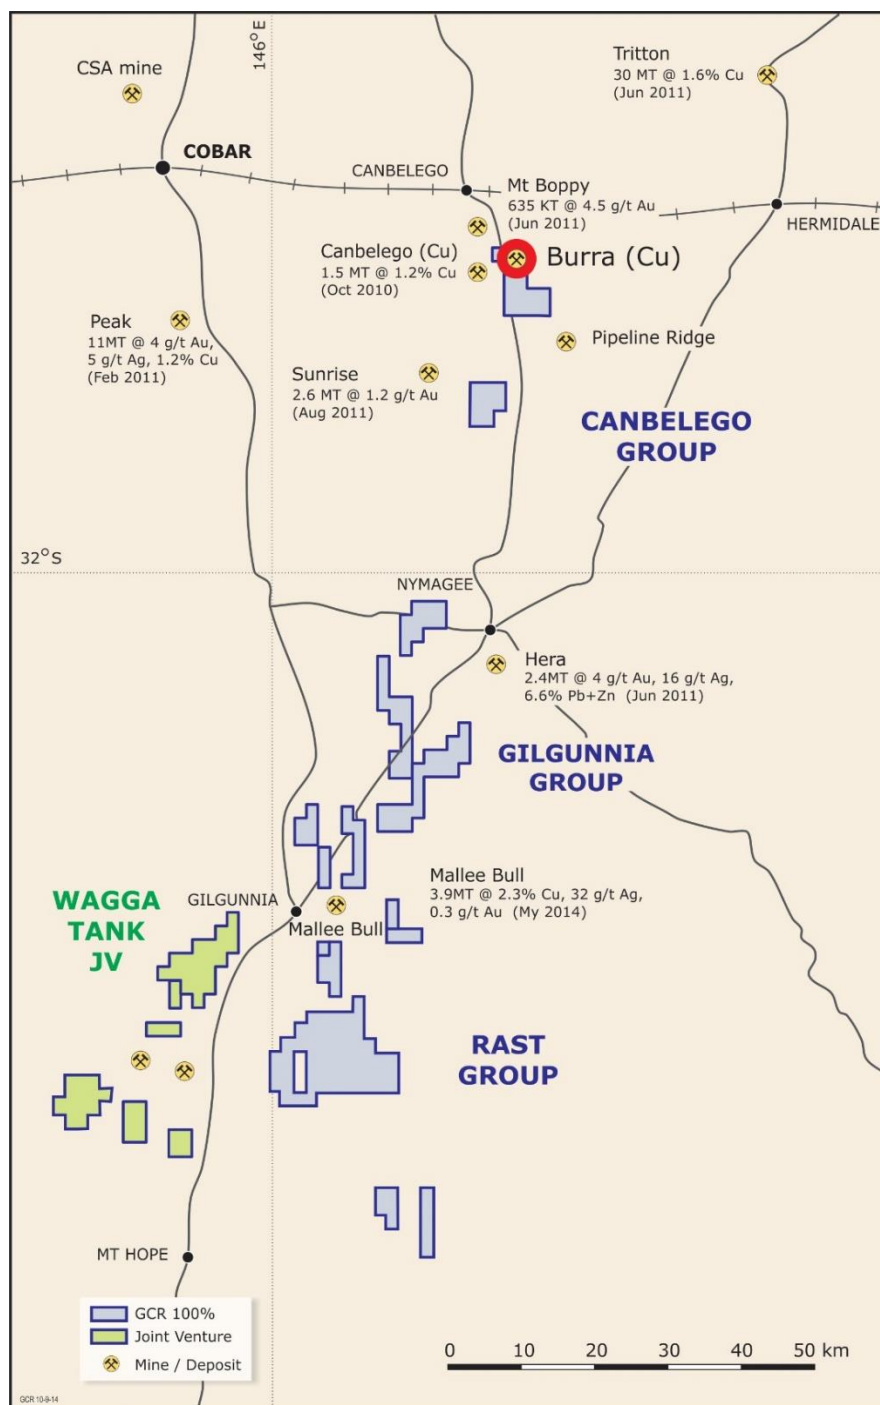 146°E
CSA mine
Tritton
30 MT @ 1.6% Cu
(Jun 2011)
COBAR
CANBELEGO
Mt Boppy
635 KT @ 4.5 g/t Au
(Jun 2011)
HERMIDALE
Canbelego (Cu)
1.5 MT @ 1.2% Cu
(Oct 2010)
Burra (Cu)
Peak
11MT @ 4 g/t Au,
5 g/t Ag, 1.2% Cu
(Feb 2011)
Pipeline Ridge
Sunrise
2.6 MT @ 1.2 g/t Au
(Aug 2011)
CANBELEGO
GROUP
32°S
NYMAGEE
Hera
2.4MT @ 4 g/t Au, 16 g/t Ag,
6.6% Pb+Zn (Jun 2011)
GILGUNNIA
GROUP
Mallee Bull
3.9MT @ 2.3% Cu, 32 g/t Ag,
0.3 g/t Au (My 2014)
WAGGA
TANK
JV
GILGUNNIA
Mallee Bull
RAST
GROUP
MT HOPE
GCR 100%
Joint Venture
Mine / Deposit
0 10 20 30 40 50 km
GCR 10-9-14